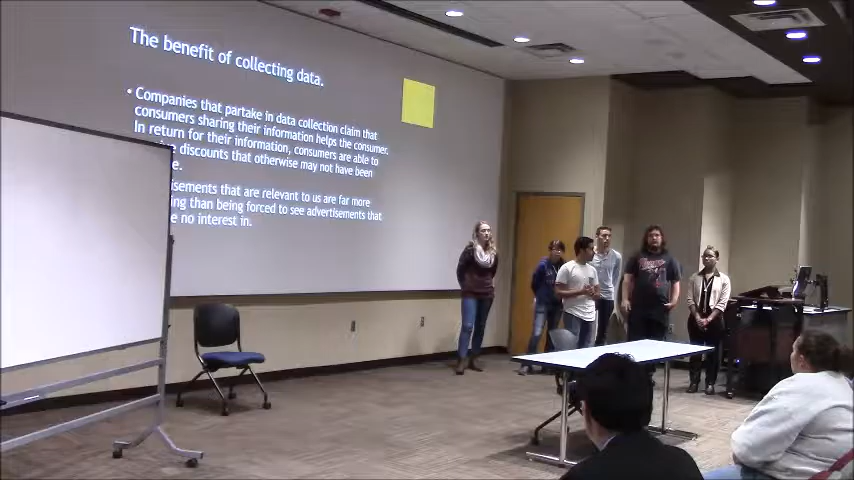 The benefit of collecting data.
• Companies that partake in data collection claim that
consumers sharing their information helps the consumer.
In return for their information, consumers are able to
discounts that otherwise may not have been
e.
isements that are relevant to us are far more
ing than being forced to see advertisements that
e no interest in.